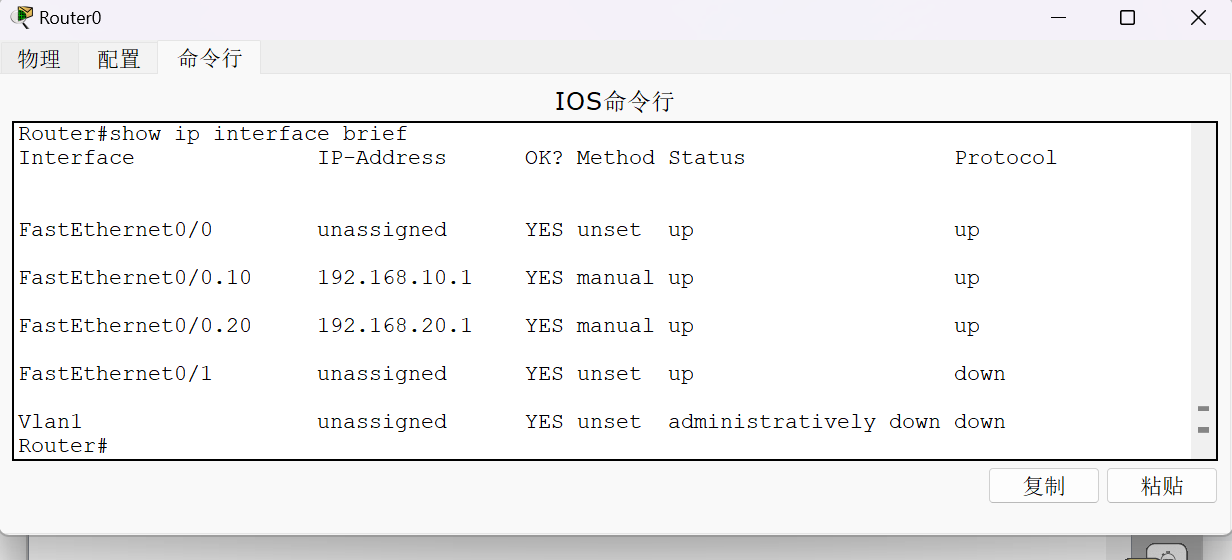 Router0
物理 配置 命令行
IOS命令行
Router#show ip interface brief
Interface IP-Address OK? Method Status Protocol
FastEthernet0/0 unassigned YES unset up up
FastEthernet0/0.10 192.168.10.1 YES manual up up
FastEthernet0/0.20 192.168.20.1 YES manual up up
FastEthernet0/1 unassigned YES unset up down
Vlan1 unassigned YES unset administratively down down
Router#
复制 粘贴